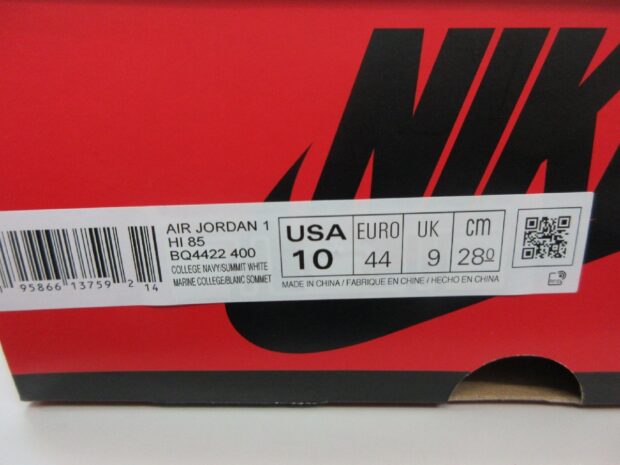 NIK
AIR JORDAN 1
HI 85
BQ4422 400
COLLEGE NAVY/SUMMIT WHITE
MARINE COLLEGE/BLANC SOMMET
95866 13759 2 14
USA 10
EURO 44
UK 9
cm 28.0
MADE IN CHINA / FABRIQUE EN CHINE / HECHO EN CHINA